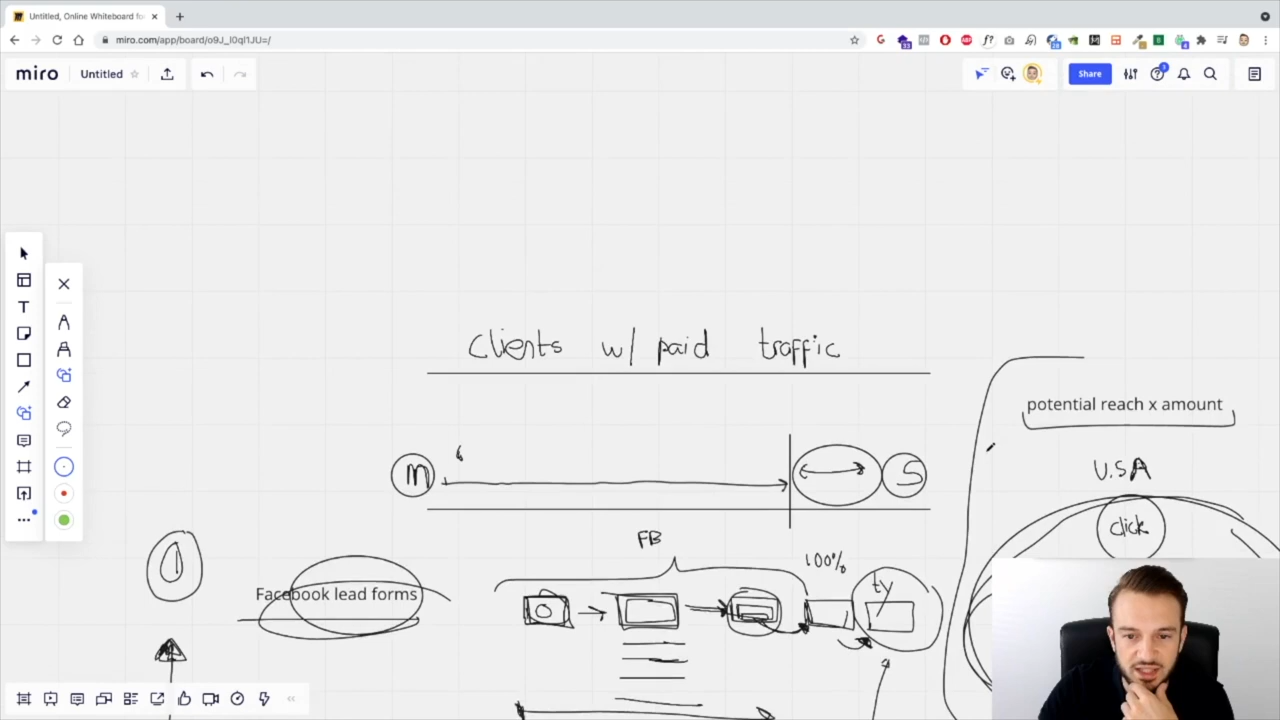 Untitled, Online Whiteboard fo
miro.com/app/board/o9J_l0ql1JU=/
miro
Untitled
Share
clients w/ paid traffic
potential reach x amount
M
S
U.S.A
click
FB
100%
ty
Facebook lead forms